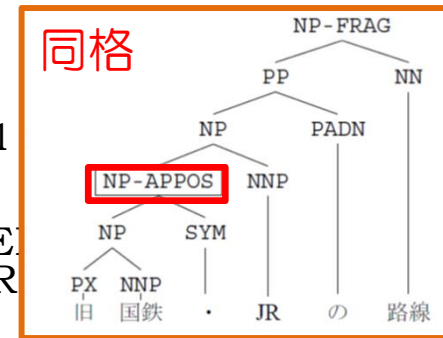 同格
NP-FRAG
PP NN
NP PADN
NP-APPOS NNP
NP SYM
PX NNP
旧 国鉄 ・ JR の 路線